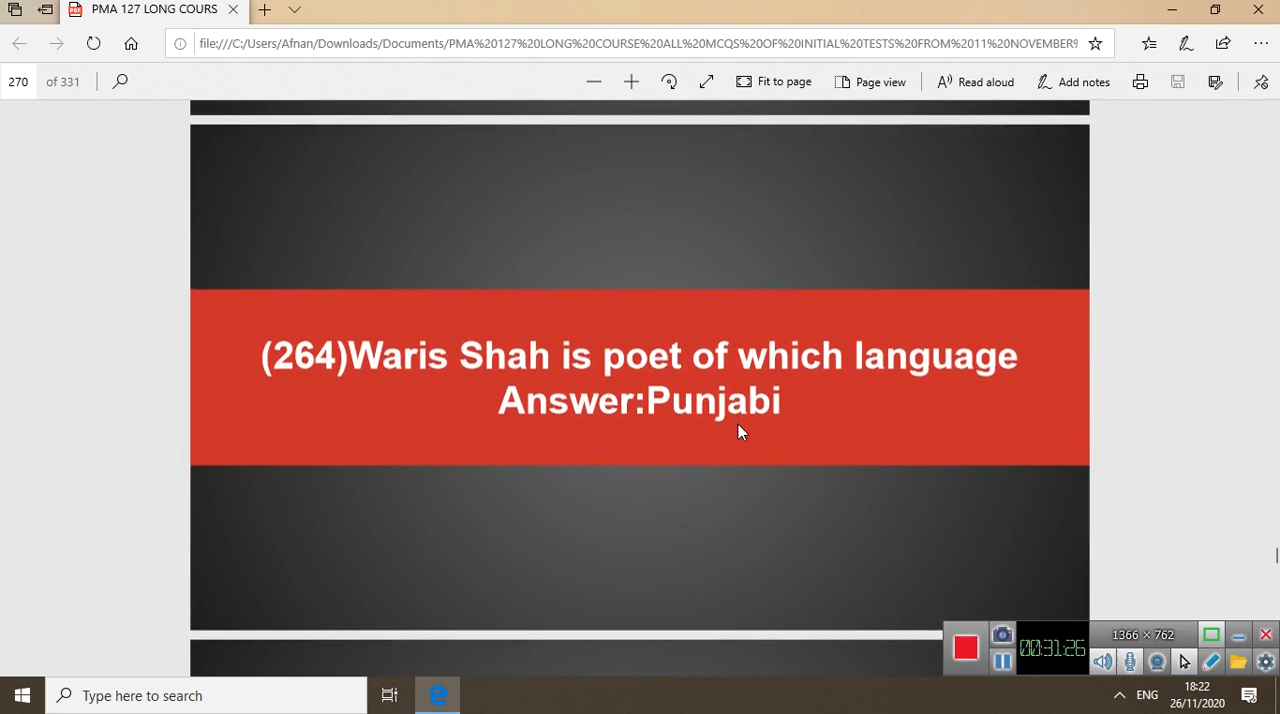 PMA 127 LONG COURS
file:///C:/Users/Afnan/Downloads/Documents/PMA%20127%20LONG%20COURSE%20ALL%20MCQS%20OF%20INITIAL%20TESTS%20FROM%2011%20NOVEMBER%
270 of 331 Fit to page Page view Read aloud Add notes
(264)Waris Shah is poet of which language
Answer:Punjabi
1366 × 762
00:31:26
Type here to search
ENG
18:22
26/11/2020